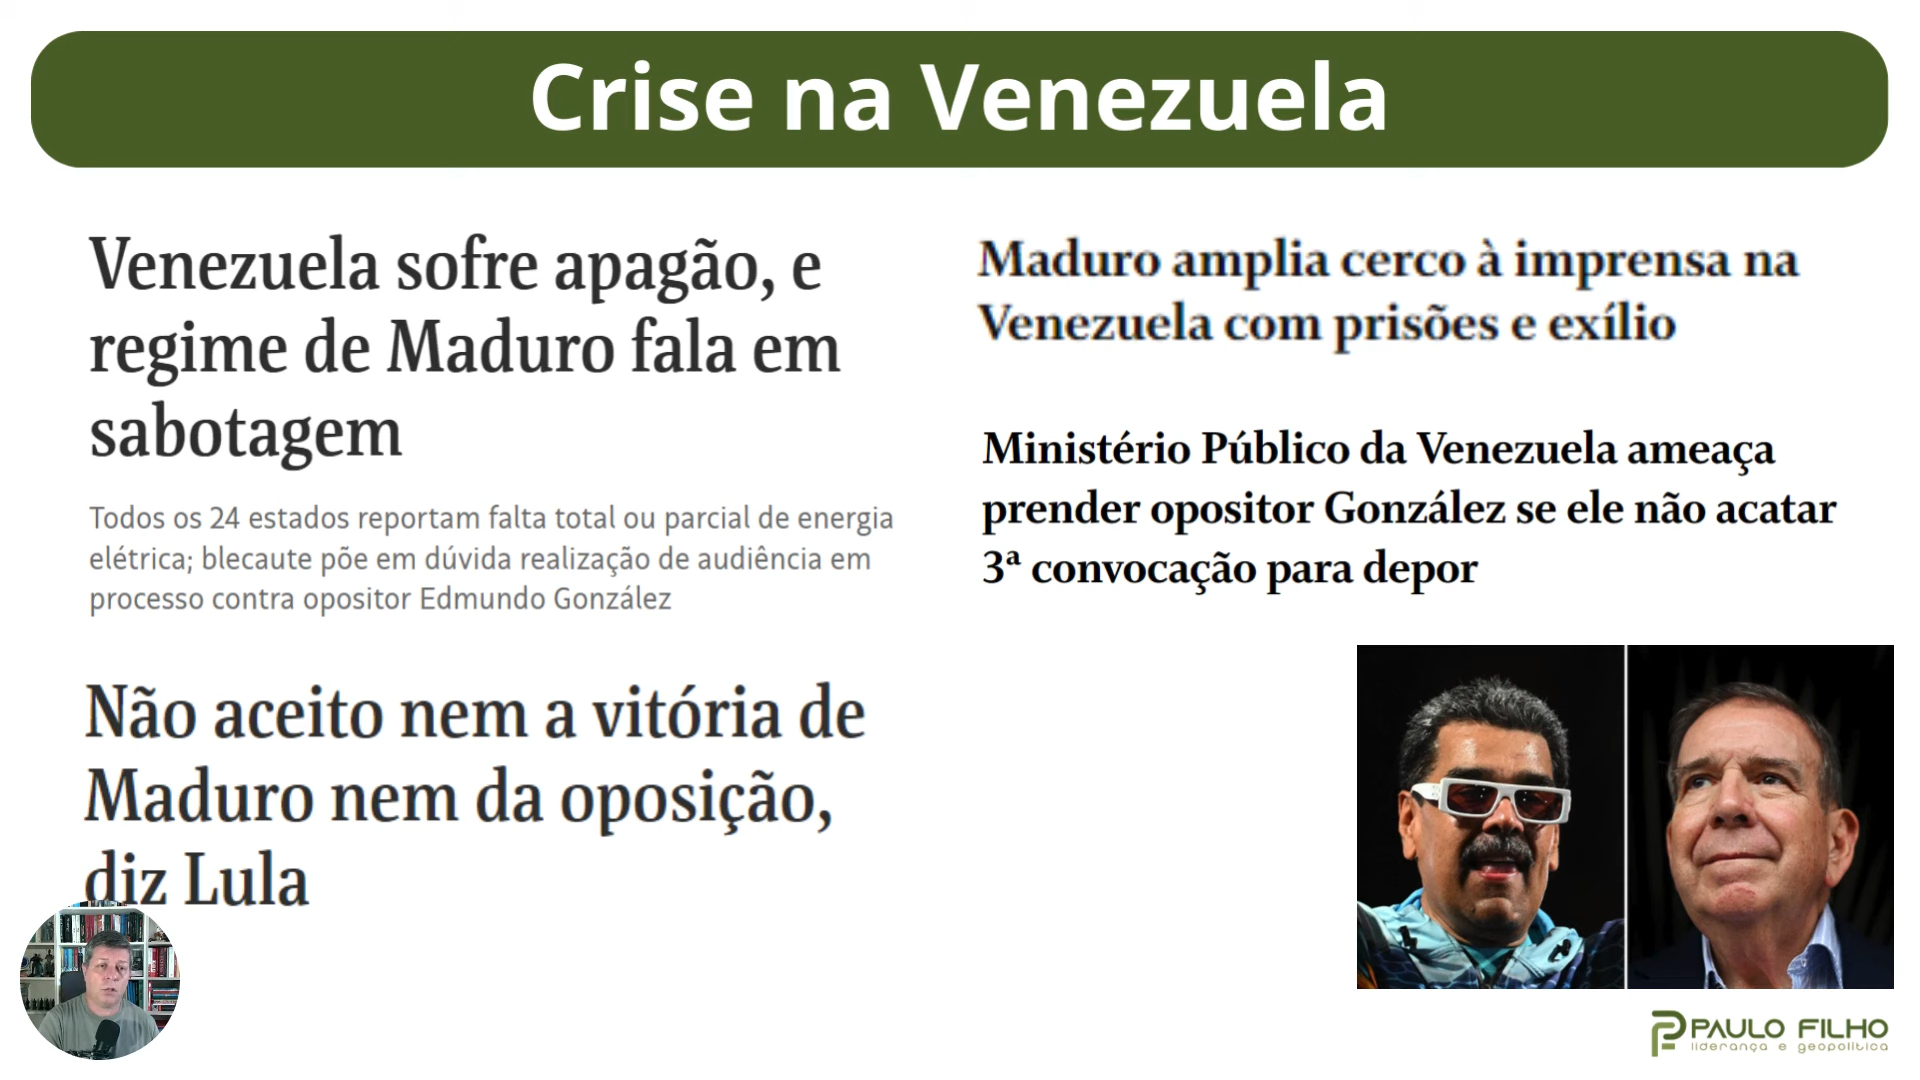 Crise na Venezuela
Venezuela sofre apagão, e
regime de Maduro fala em
sabotagem
Todos os 24 estados reportam falta total ou parcial de energia
elétrica; blecaute põe em dúvida realização de audiência em
processo contra opositor Edmundo González
Não aceito nem a vitória de
Maduro nem da oposição,
diz Lula
Maduro amplia cerco à imprensa na
Venezuela com prisões e exílio
Ministério Público da Venezuela ameaça
prender opositor González se ele não acatar
3ª convocação para depor
PAULO FILHO
liderança e geopolítica